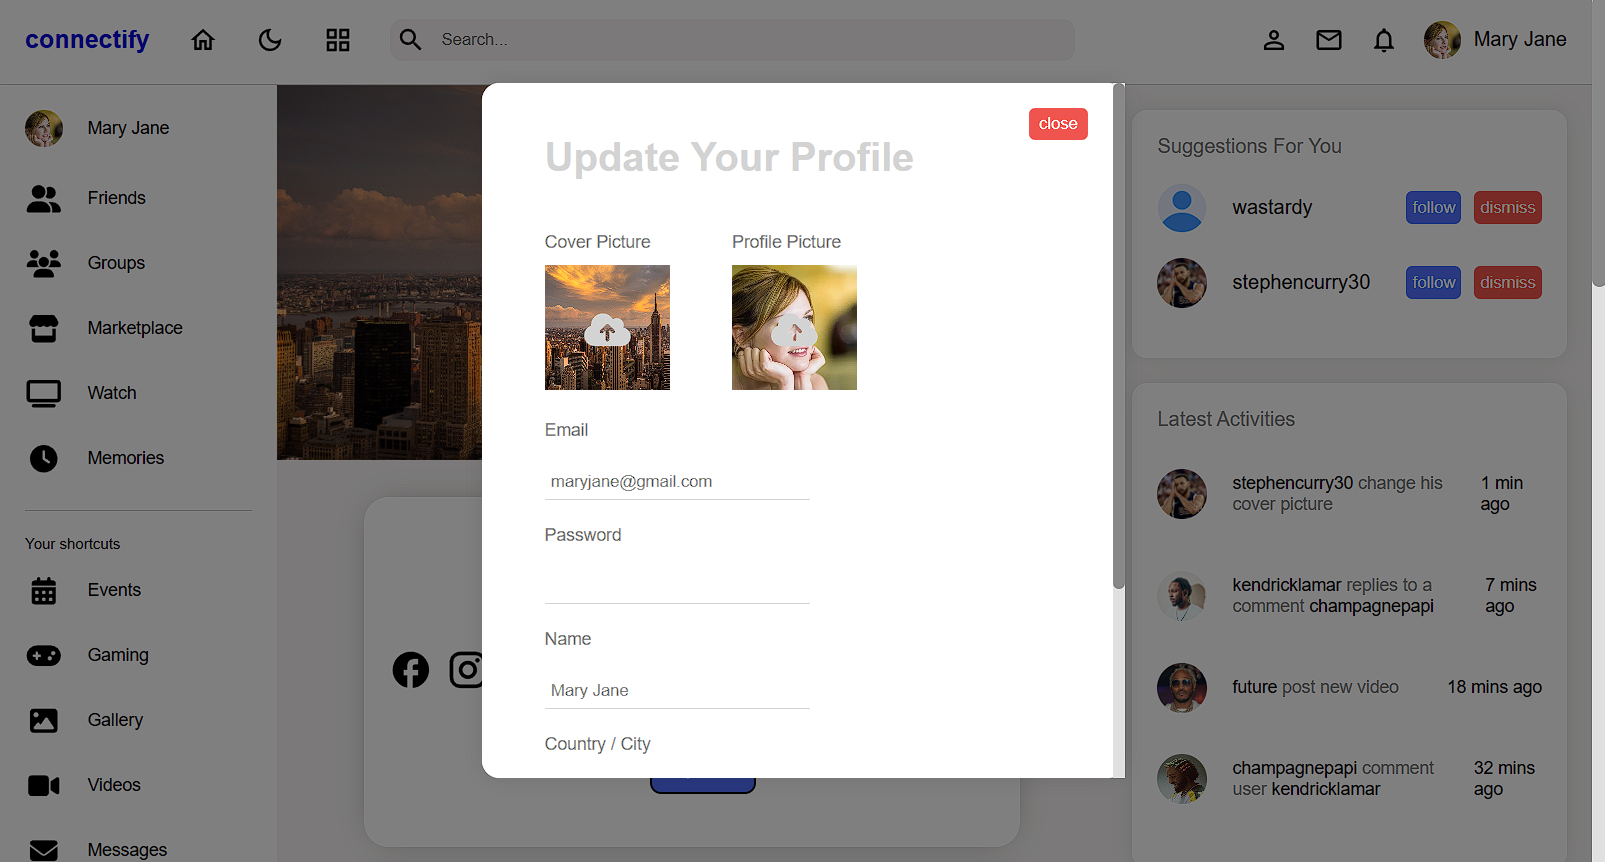 connectify
Search...
Mary Jane
Mary Jane
Friends
Groups
Marketplace
Watch
Memories
Your shortcuts
Events
Gaming
Gallery
Videos
Messages
close
Update Your Profile
Cover Picture
Profile Picture
Email
maryjane@gmail.com
Password
Name
Mary Jane
Country / City
Suggestions For You
wastardy
follow
dismiss
stephencurry30
follow
dismiss
Latest Activities
stephencurry30 change his
cover picture
1 min
ago
kendricklamar replies to a
comment champagnepapi
7 mins
ago
future post new video
18 mins ago
champagnepapi comment
user kendricklamar
32 mins
ago